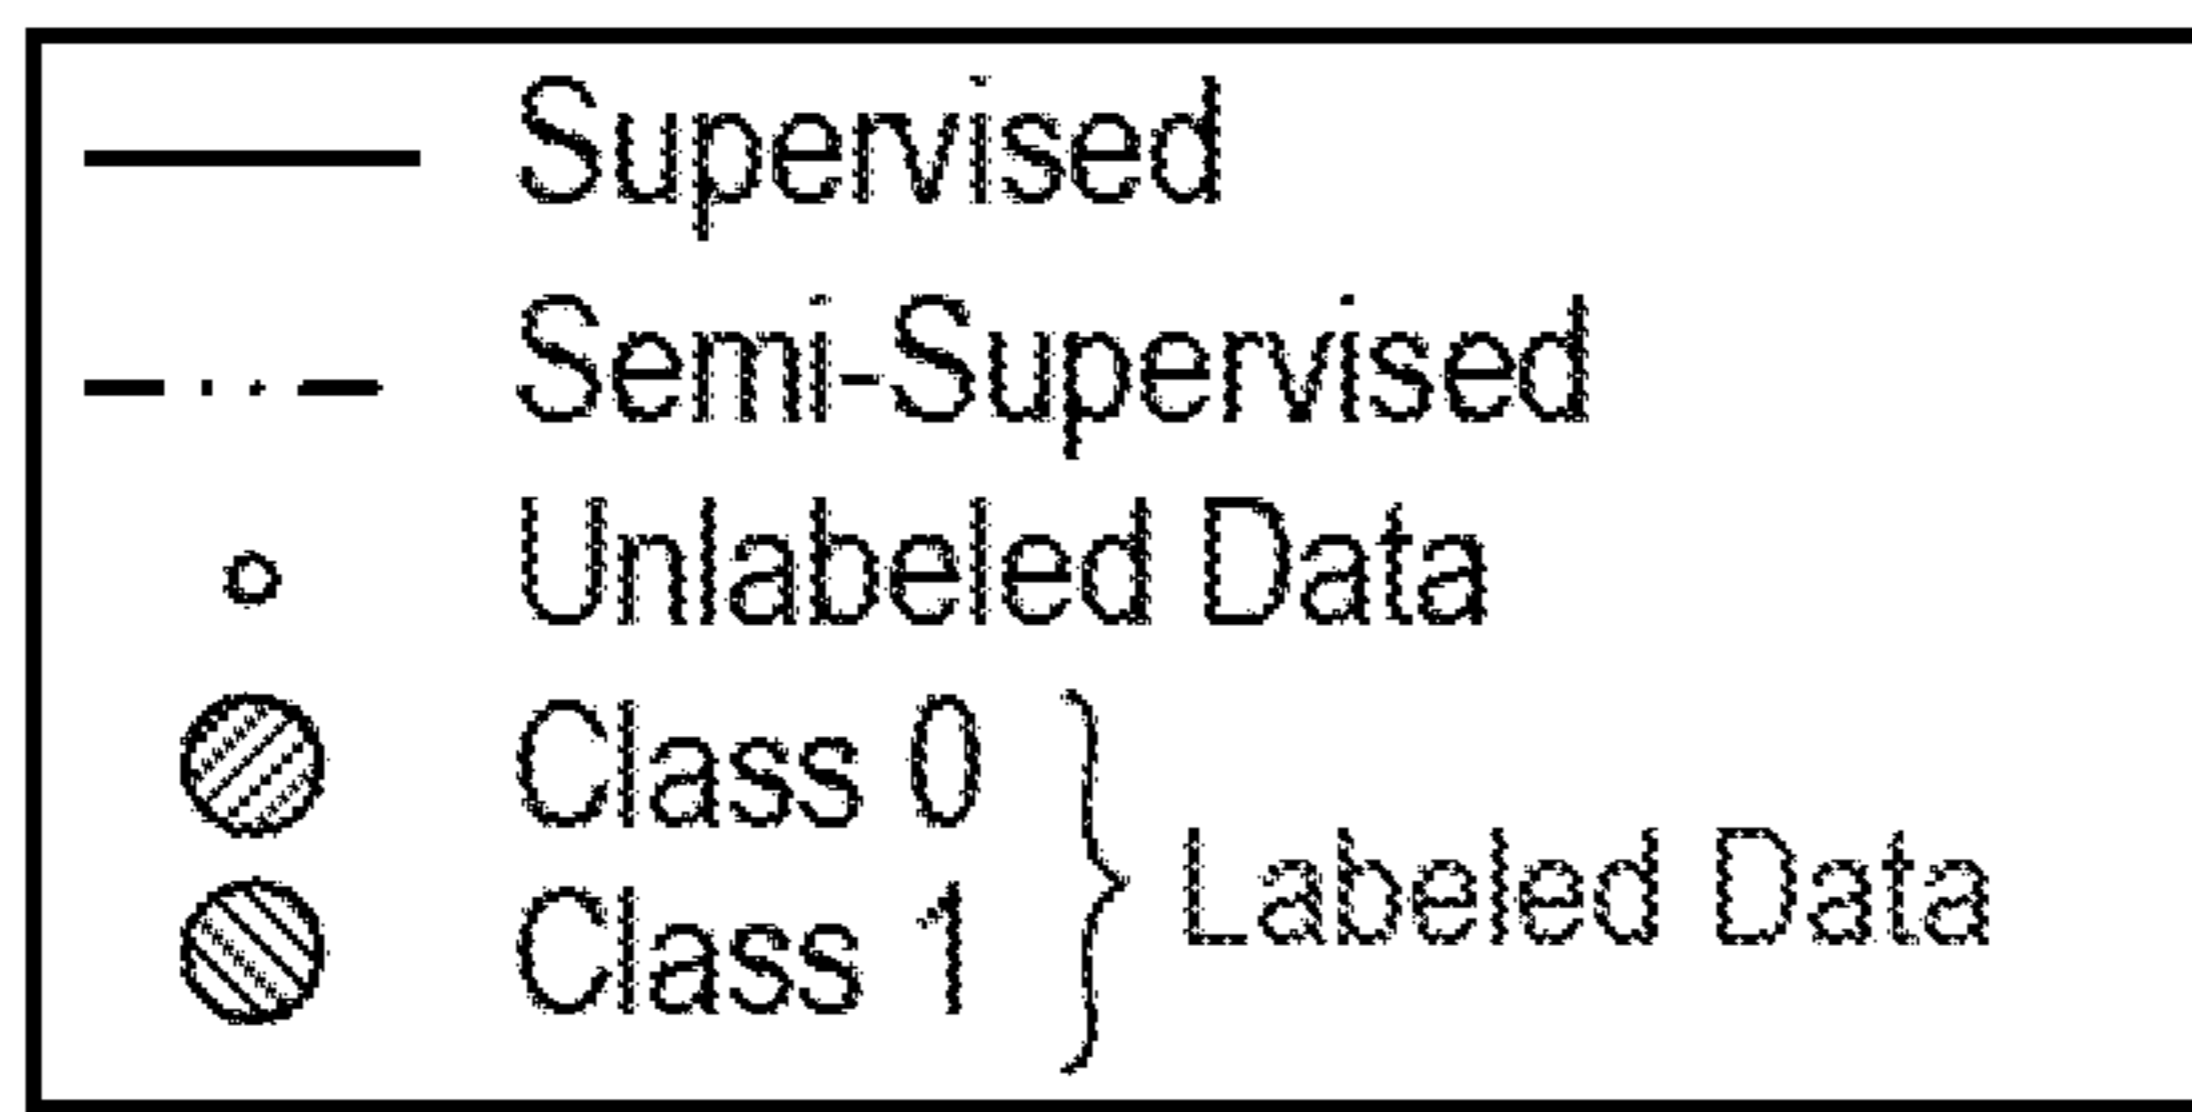 Supervised
Semi-Supervised
Unlabeled Data
Class 0
Class 1
Labeled Data